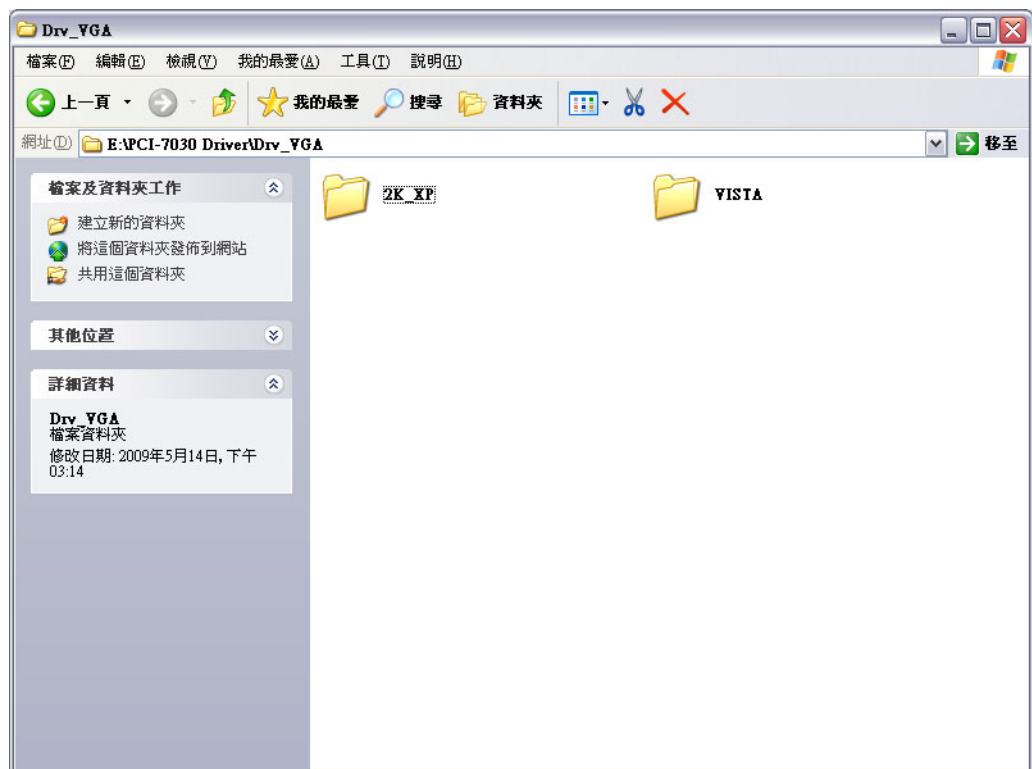 Drv_VGA
檔案(F) 編輯(E) 檢視(V) 我的最愛(A) 工具(T) 說明(H)
上一頁 我的最愛 搜尋 資料夾
網址(D) E:\PCI-7030 Driver\Drv_VGA 移至
檔案及資料夾工作
建立新的資料夾
將這個資料夾發佈到網站
共用這個資料夾
其他位置
詳細資料
Drv_VGA
檔案資料夾
修改日期: 2009年5月14日, 下午
03:14
2K_XP
VISTA